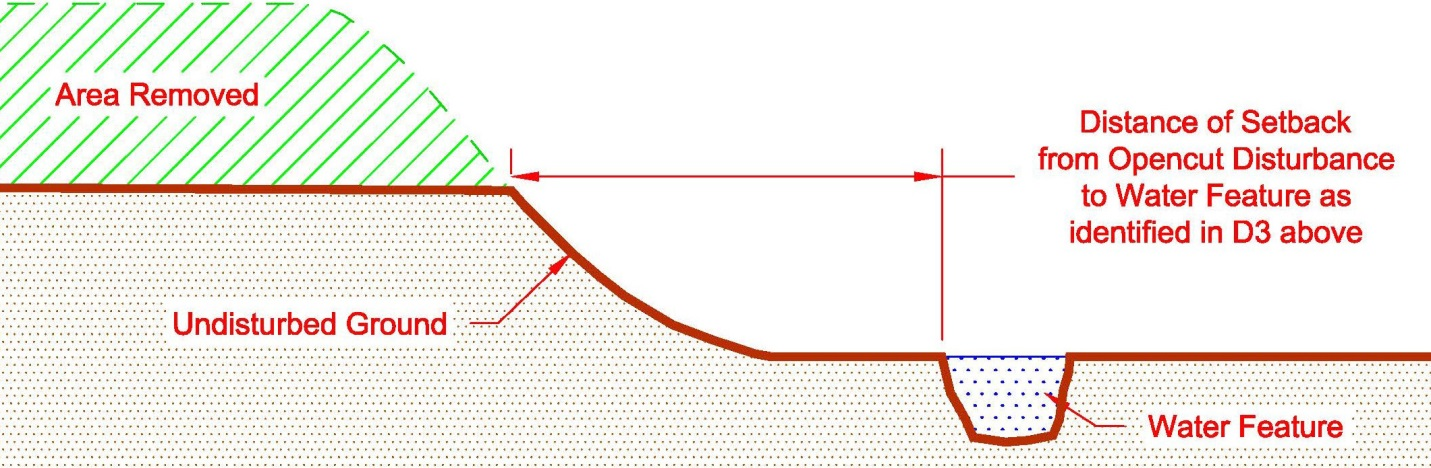 Area Removed
Distance of Setback
from Opencut Disturbance
to Water Feature as
identified in D3 above
Undisturbed Ground
Water Feature